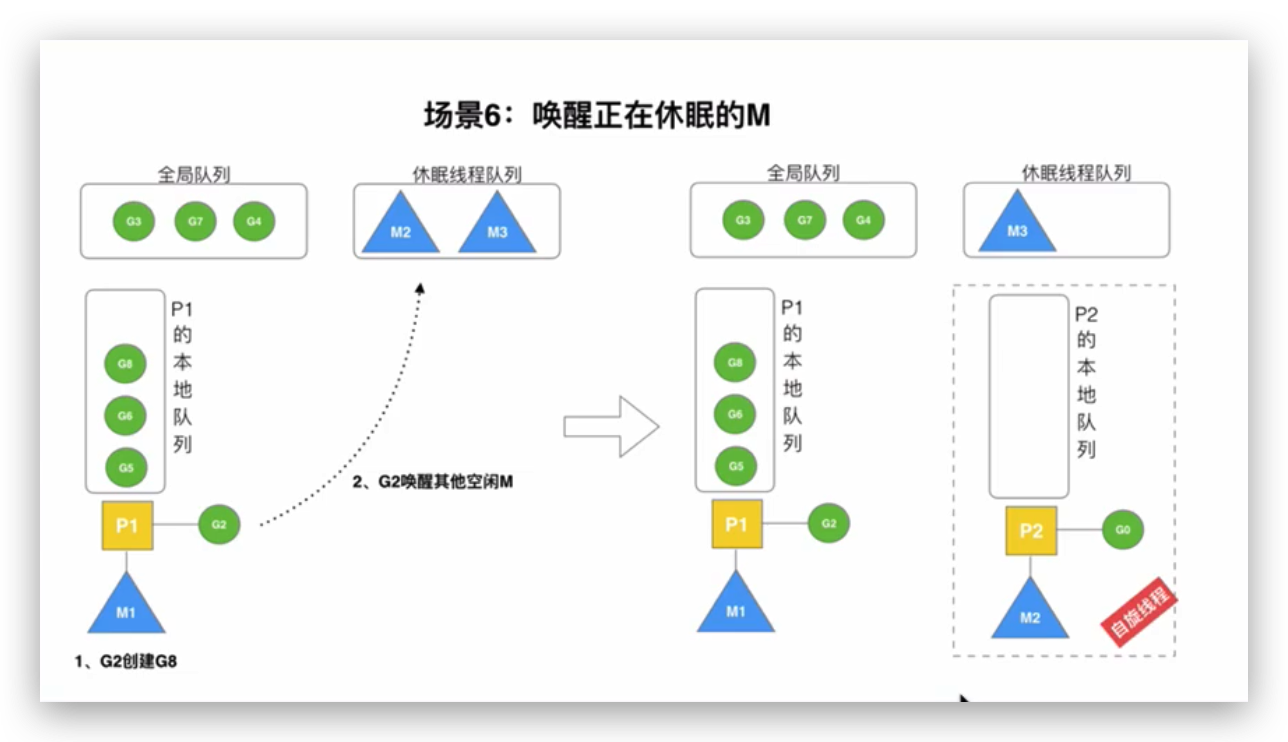 场景6：唤醒正在休眠的M
全局队列
G3 G7 G4
休眠线程队列
M2 M3
P1的本地队列
G8
G6
G5
P1
G2
M1
1、G2创建G8
2、G2唤醒其他空闲M
全局队列
G3 G7 G4
休眠线程队列
M3
P1的本地队列
G8
G6
G5
P1
G2
M1
P2的本地队列
P2
G0
M2
自旋线程